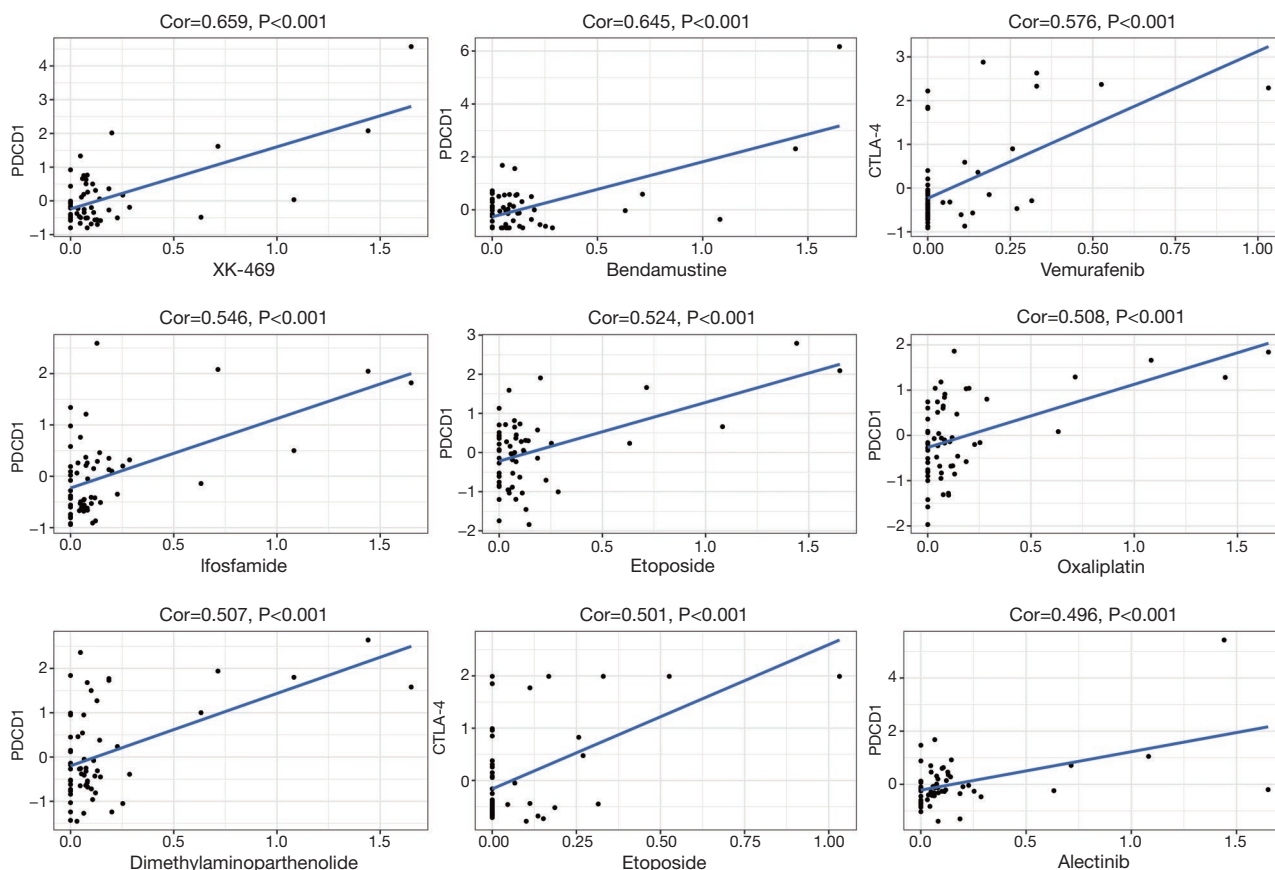 Cor=0.659, P<0.001
PDCD1
4
3
2
1
0
−1
0.0 0.5 1.0 1.5
XK-469
Cor=0.645, P<0.001
PDCD1
6
4
2
0
0.0 0.5 1.0 1.5
Bendamustine
Cor=0.576, P<0.001
CTLA-4
3
2
1
0
−1
0.00 0.25 0.50 0.75 1.00
Vemurafenib
Cor=0.546, P<0.001
PDCD1
2
1
0
−1
0.0 0.5 1.0 1.5
Ifosfamide
Cor=0.524, P<0.001
PDCD1
3
2
1
0
−1
−2
0.0 0.5 1.0 1.5
Etoposide
Cor=0.508, P<0.001
PDCD1
2
1
0
−1
−2
0.0 0.5 1.0 1.5
Oxaliplatin
Cor=0.507, P<0.001
PDCD1
2
1
0
−1
0.0 0.5 1.0 1.5
Dimethylaminoparthenolide
Cor=0.501, P<0.001
CTLA-4
2
1
0
0.00 0.25 0.50 0.75 1.00
Etoposide
Cor=0.496, P<0.001
PDCD1
4
2
0
0.0 0.5 1.0 1.5
Alectinib